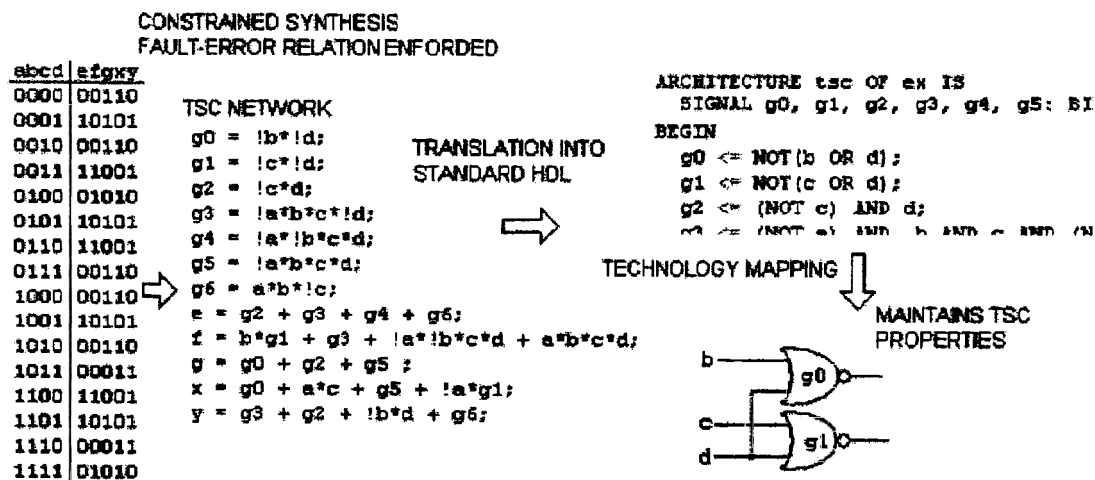 CONSTRAINED SYNTHESIS
FAULT-ERROR RELATION ENFORDED
abcd efgxy
0000 00110
0001 10101
0010 00110
0011 11001
0100 01010
0101 10101
0110 11001
0111 00110
1000 00110
1001 10101
1010 00110
1011 00011
1100 11001
1101 10101
1110 00011
1111 01010
TSC NETWORK
g0 = !b*!d;
g1 = !c*!d;
g2 = !c*d;
g3 = !a*b*c*!d;
g4 = !a*!b*c*d;
g5 = !a*b*c*d;
g6 = a*b*!c;
e = g2 + g3 + g4 + g6;
f = b*g1 + g3 + !a*!b*c*d + a*b*c*d;
g = g0 + g2 + g5 ;
x = g0 + a*c + g5 + !a*g1;
y = g3 + g2 + !b*d + g6;
TRANSLATION INTO
STANDARD HDL
ARCHITECTURE tsc OF ex IS
SIGNAL g0, g1, g2, g3, g4, g5: BI
BEGIN
g0 <= NOT(b OR d);
g1 <= NOT(c OR d);
g2 <= (NOT c) AND d;
g3 <= (NOT a) AND b AND c AND (N
TECHNOLOGY MAPPING
MAINTAINS TSC
PROPERTIES
b
g0
c
g1
d